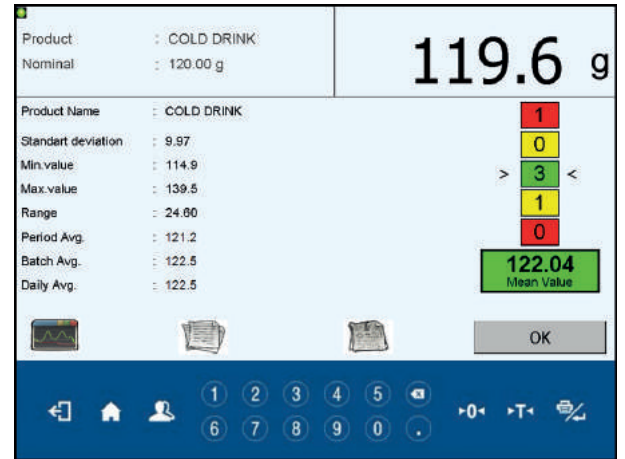 Product : COLD DRINK
Nominal : 120.00 g
119.6 g
Product Name : COLD DRINK
Standart deviation : 9.97
Min.value : 114.9
Max.value : 139.5
Range : 24.60
Period Avg. : 121.2
Batch Avg. : 122.5
Daily Avg. : 122.5
1
0
> 3 <
1
0
122.04
Mean Value
OK
1 2 3 4 5
6 7 8 9 0 .
▸0◂ ▸T◂